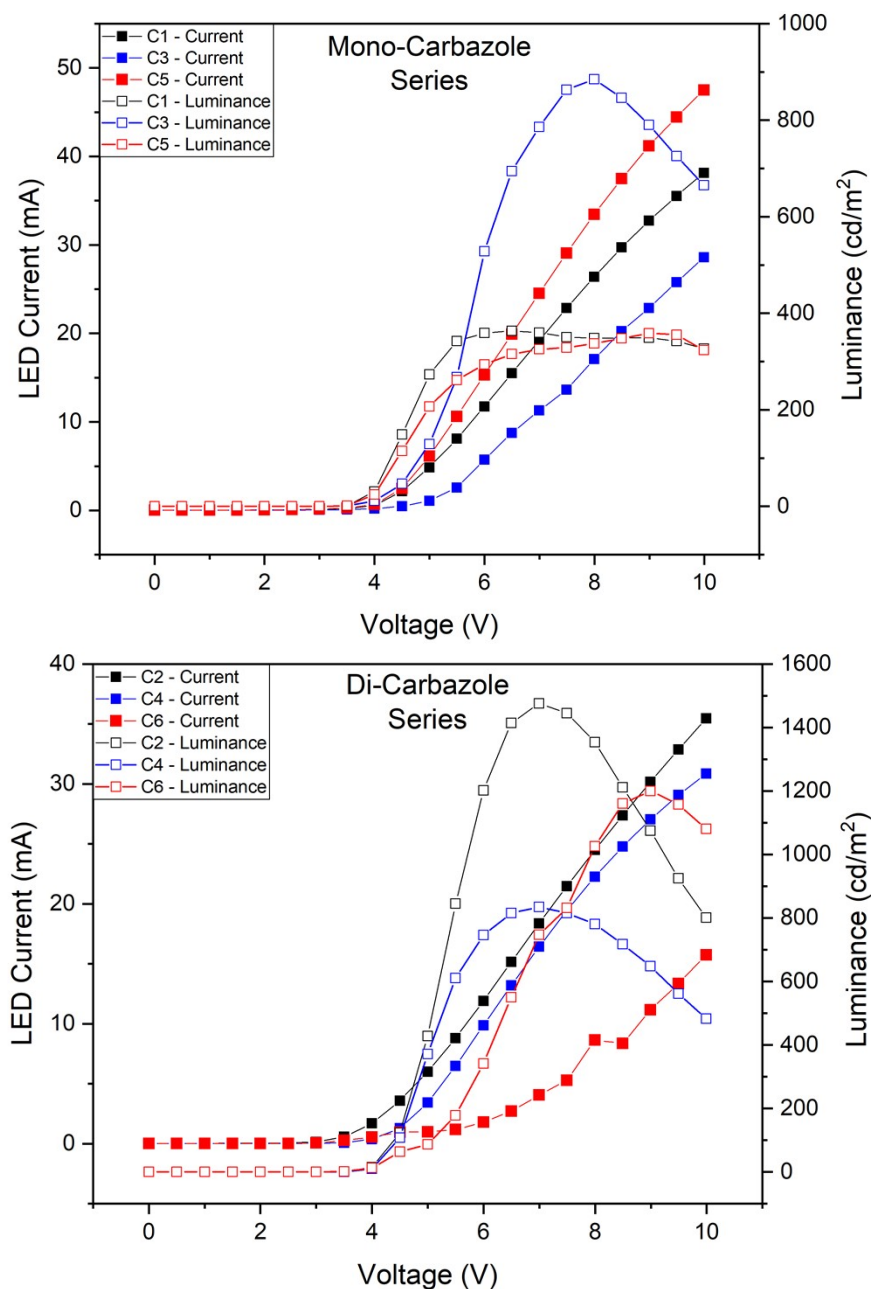 Mono-Carbazole
Series
C1 - Current
C3 - Current
C5 - Current
C1 - Luminance
C3 - Luminance
C5 - Luminance
LED Current (mA)
50
40
30
20
10
0
Luminance (cd/m²)
1000
800
600
400
200
0
0 2 4 6 8 10
Voltage (V)
Di-Carbazole
Series
C2 - Current
C4 - Current
C6 - Current
C2 - Luminance
C4 - Luminance
C6 - Luminance
LED Current (mA)
40
30
20
10
0
Luminance (cd/m²)
1600
1400
1200
1000
800
600
400
200
0
0 2 4 6 8 10
Voltage (V)